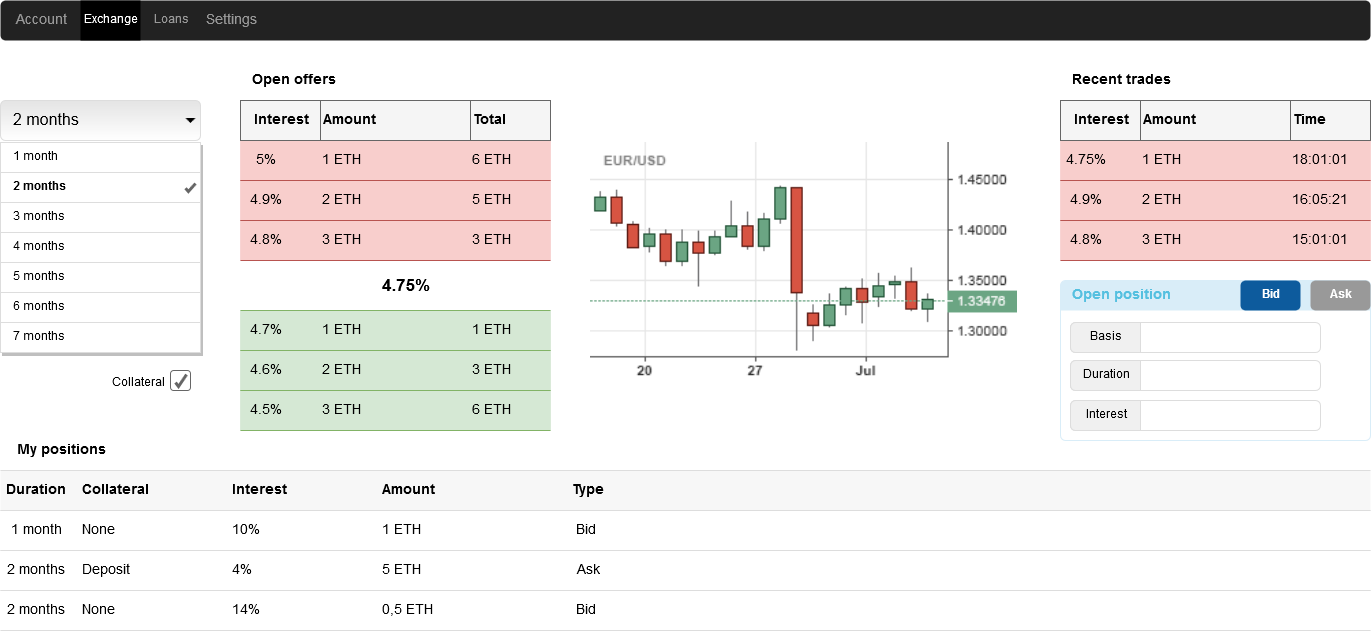 Account Exchange Loans Settings
2 months
1 month
2 months
3 months
4 months
5 months
6 months
7 months
Collateral
Open offers
Interest Amount Total
5% 1 ETH 6 ETH
4.9% 2 ETH 5 ETH
4.8% 3 ETH 3 ETH
4.75%
4.7% 1 ETH 1 ETH
4.6% 2 ETH 3 ETH
4.5% 3 ETH 6 ETH
EUR/USD
1.45000
1.40000
1.35000
1.33476
1.30000
20 27 Jul
Recent trades
Interest Amount Time
4.75% 1 ETH 18:01:01
4.9% 2 ETH 16:05:21
4.8% 3 ETH 15:01:01
Open position Bid Ask
Basis
Duration
Interest
My positions
Duration Collateral Interest Amount Type
1 month None 10% 1 ETH Bid
2 months Deposit 4% 5 ETH Ask
2 months None 14% 0,5 ETH Bid